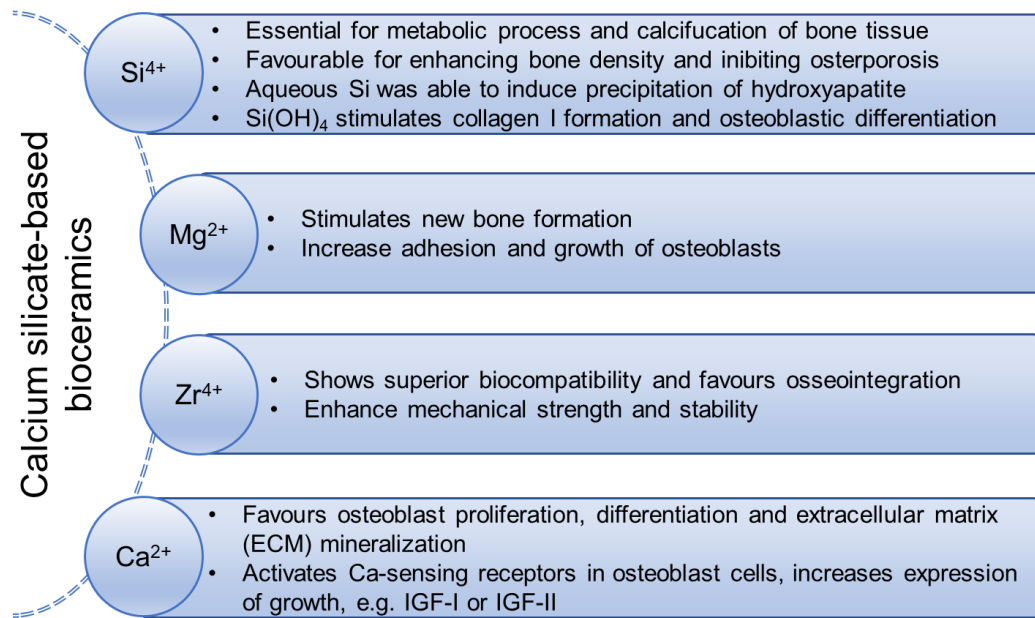 Calcium silicate-based
bioceramics
Si⁴⁺
• Essential for metabolic process and calcifucation of bone tissue
• Favourable for enhancing bone density and inibiting osterporosis
• Aqueous Si was able to induce precipitation of hydroxyapatite
• Si(OH)₄ stimulates collagen I formation and osteoblastic differentiation
Mg²⁺
• Stimulates new bone formation
• Increase adhesion and growth of osteoblasts
Zr⁴⁺
• Shows superior biocompatibility and favours osseointegration
• Enhance mechanical strength and stability
Ca²⁺
• Favours osteoblast proliferation, differentiation and extracellular matrix
(ECM) mineralization
• Activates Ca-sensing receptors in osteoblast cells, increases expression
of growth, e.g. IGF-I or IGF-II